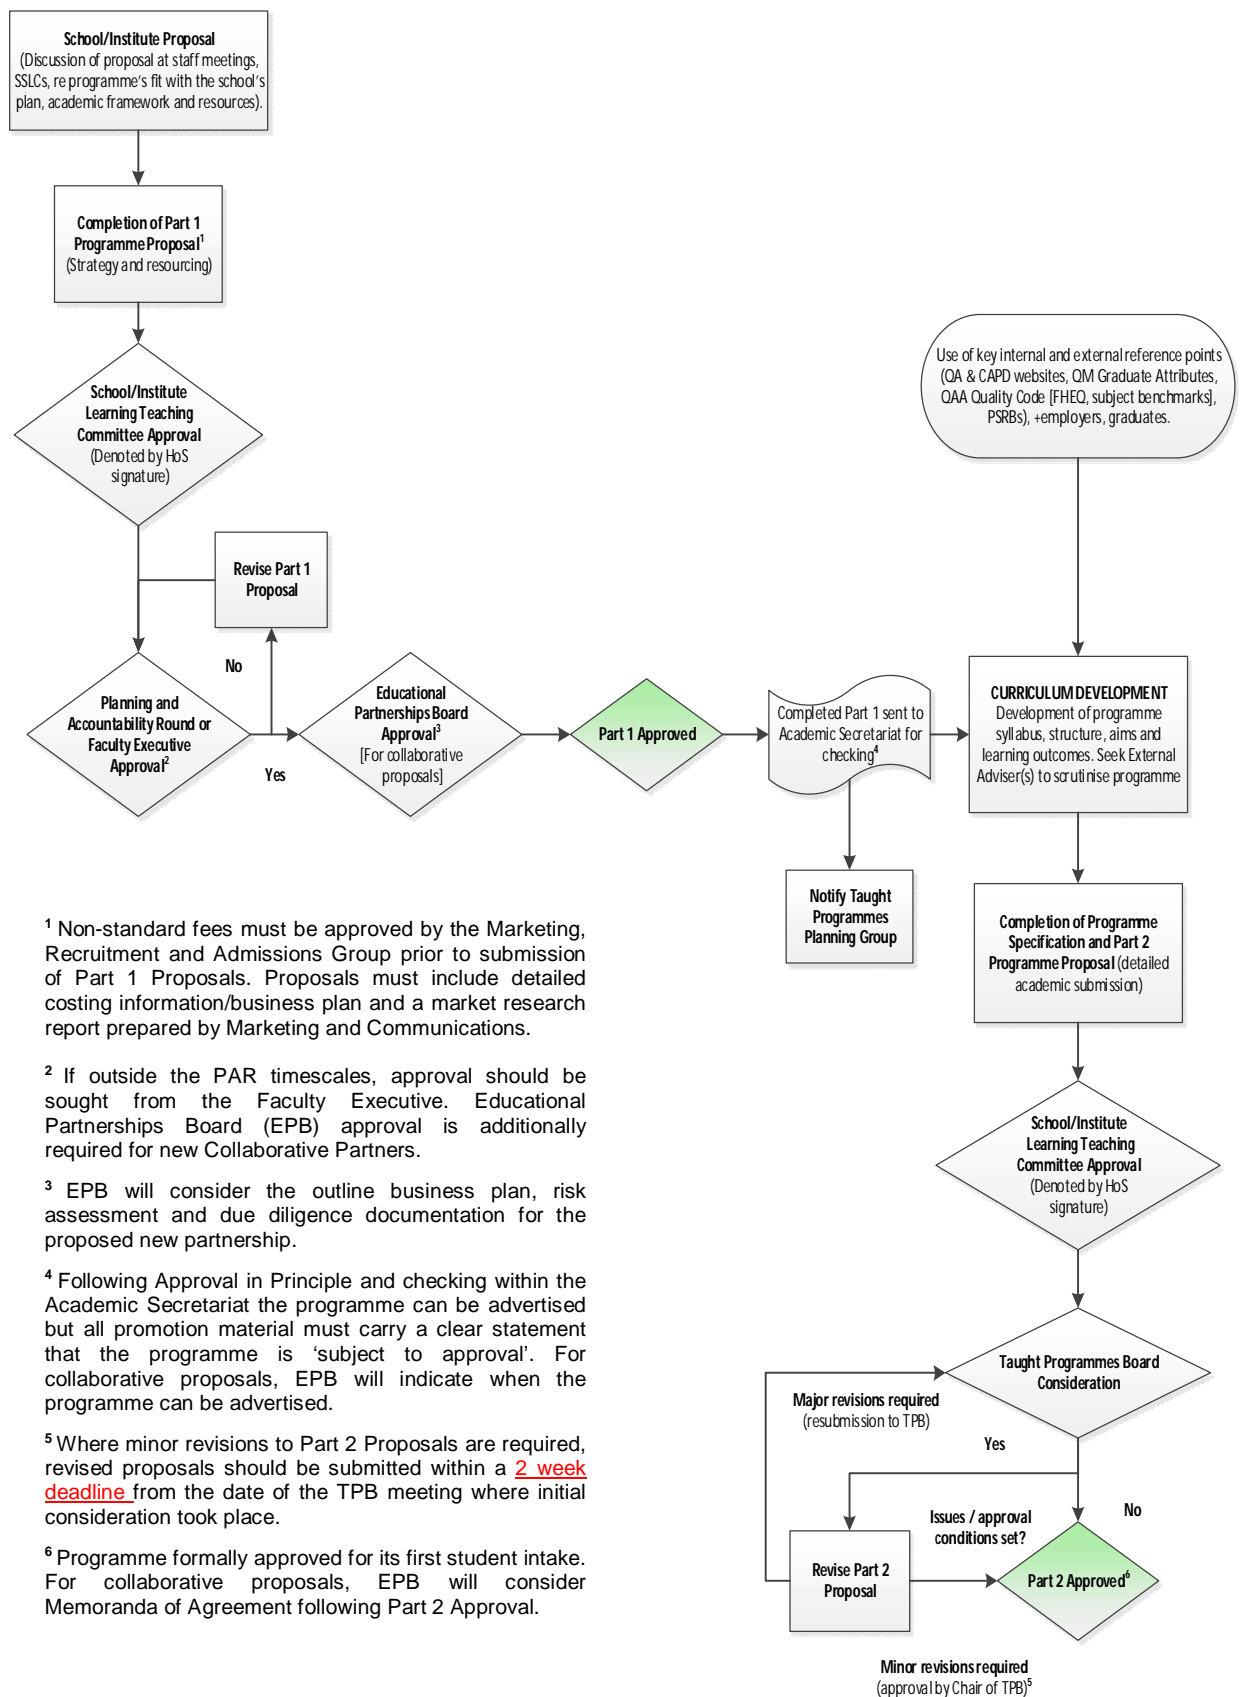 School/Institute Proposal
(Discussion of proposal at staff meetings,
SSLCs, re programme's fit with the school's
plan, academic framework and resources).
Completion of Part 1
Programme Proposal1
(Strategy and resourcing)
School/Institute
Learning Teaching
Committee Approval
(Denoted by HoS
signature)
Revise Part 1
Proposal
No
Planning and
Accountability Round or
Faculty Executive
Approval2
Yes
Educational
Partnerships Board
Approval3
[For collaborative
proposals]
Part 1 Approved
Completed Part 1 sent to
Academic Secretariat for
checking4
Notify Taught
Programmes
Planning Group
Use of key internal and external reference points
(QA & CAPD websites, QM Graduate Attributes,
QAA Quality Code [FHEQ, subject benchmarks],
PSRBs), +employers, graduates.
CURRICULUM DEVELOPMENT
Development of programme
syllabus, structure, aims and
learning outcomes. Seek External
Adviser(s) to scrutinise programme
Completion of Programme
Specification and Part 2
Programme Proposal (detailed
academic submission)
School/Institute
Learning Teaching
Committee Approval
(Denoted by HoS
signature)
Taught Programmes Board
Consideration
Major revisions required
(resubmission to TPB)
Yes
Issues / approval
conditions set?
No
Revise Part 2
Proposal
Part 2 Approved6
Minor revisions required
(approval by Chair of TPB)5
1 Non-standard fees must be approved by the Marketing,
Recruitment and Admissions Group prior to submission
of Part 1 Proposals. Proposals must include detailed
costing information/business plan and a market research
report prepared by Marketing and Communications.
2 If outside the PAR timescales, approval should be
sought from the Faculty Executive. Educational
Partnerships Board (EPB) approval is additionally
required for new Collaborative Partners.
3 EPB will consider the outline business plan, risk
assessment and due diligence documentation for the
proposed new partnership.
4 Following Approval in Principle and checking within the
Academic Secretariat the programme can be advertised
but all promotion material must carry a clear statement
that the programme is 'subject to approval'. For
collaborative proposals, EPB will indicate when the
programme can be advertised.
5 Where minor revisions to Part 2 Proposals are required,
revised proposals should be submitted within a 2 week
deadline from the date of the TPB meeting where initial
consideration took place.
6 Programme formally approved for its first student intake.
For collaborative proposals, EPB will consider
Memoranda of Agreement following Part 2 Approval.